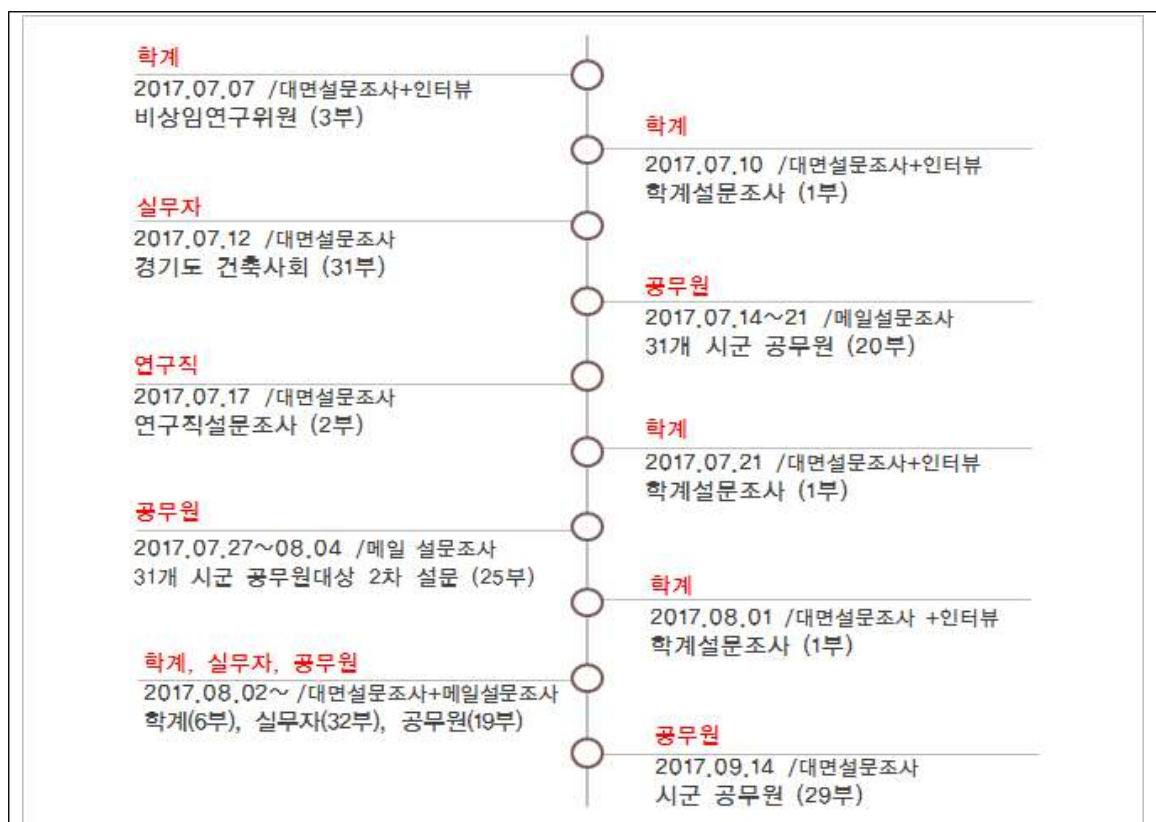 학계
2017.07.07 /대면설문조사+인터뷰
비상임연구위원 (3부)
학계
2017.07.10 /대면설문조사+인터뷰
학계설문조사 (1부)
실무자
2017.07.12 /대면설문조사
경기도 건축사회 (31부)
공무원
2017.07.14~21 /메일설문조사
31개 시군 공무원 (20부)
연구직
2017.07.17 /대면설문조사
연구직설문조사 (2부)
학계
2017.07.21 /대면설문조사+인터뷰
학계설문조사 (1부)
공무원
2017.07.27~08.04 /메일 설문조사
31개 시군 공무원대상 2차 설문 (25부)
학계
2017.08.01 /대면설문조사 +인터뷰
학계설문조사 (1부)
학계, 실무자, 공무원
2017.08.02~ /대면설문조사+메일설문조사
학계(6부), 실무자(32부), 공무원(19부)
공무원
2017.09.14 /대면설문조사
시군 공무원 (29부)